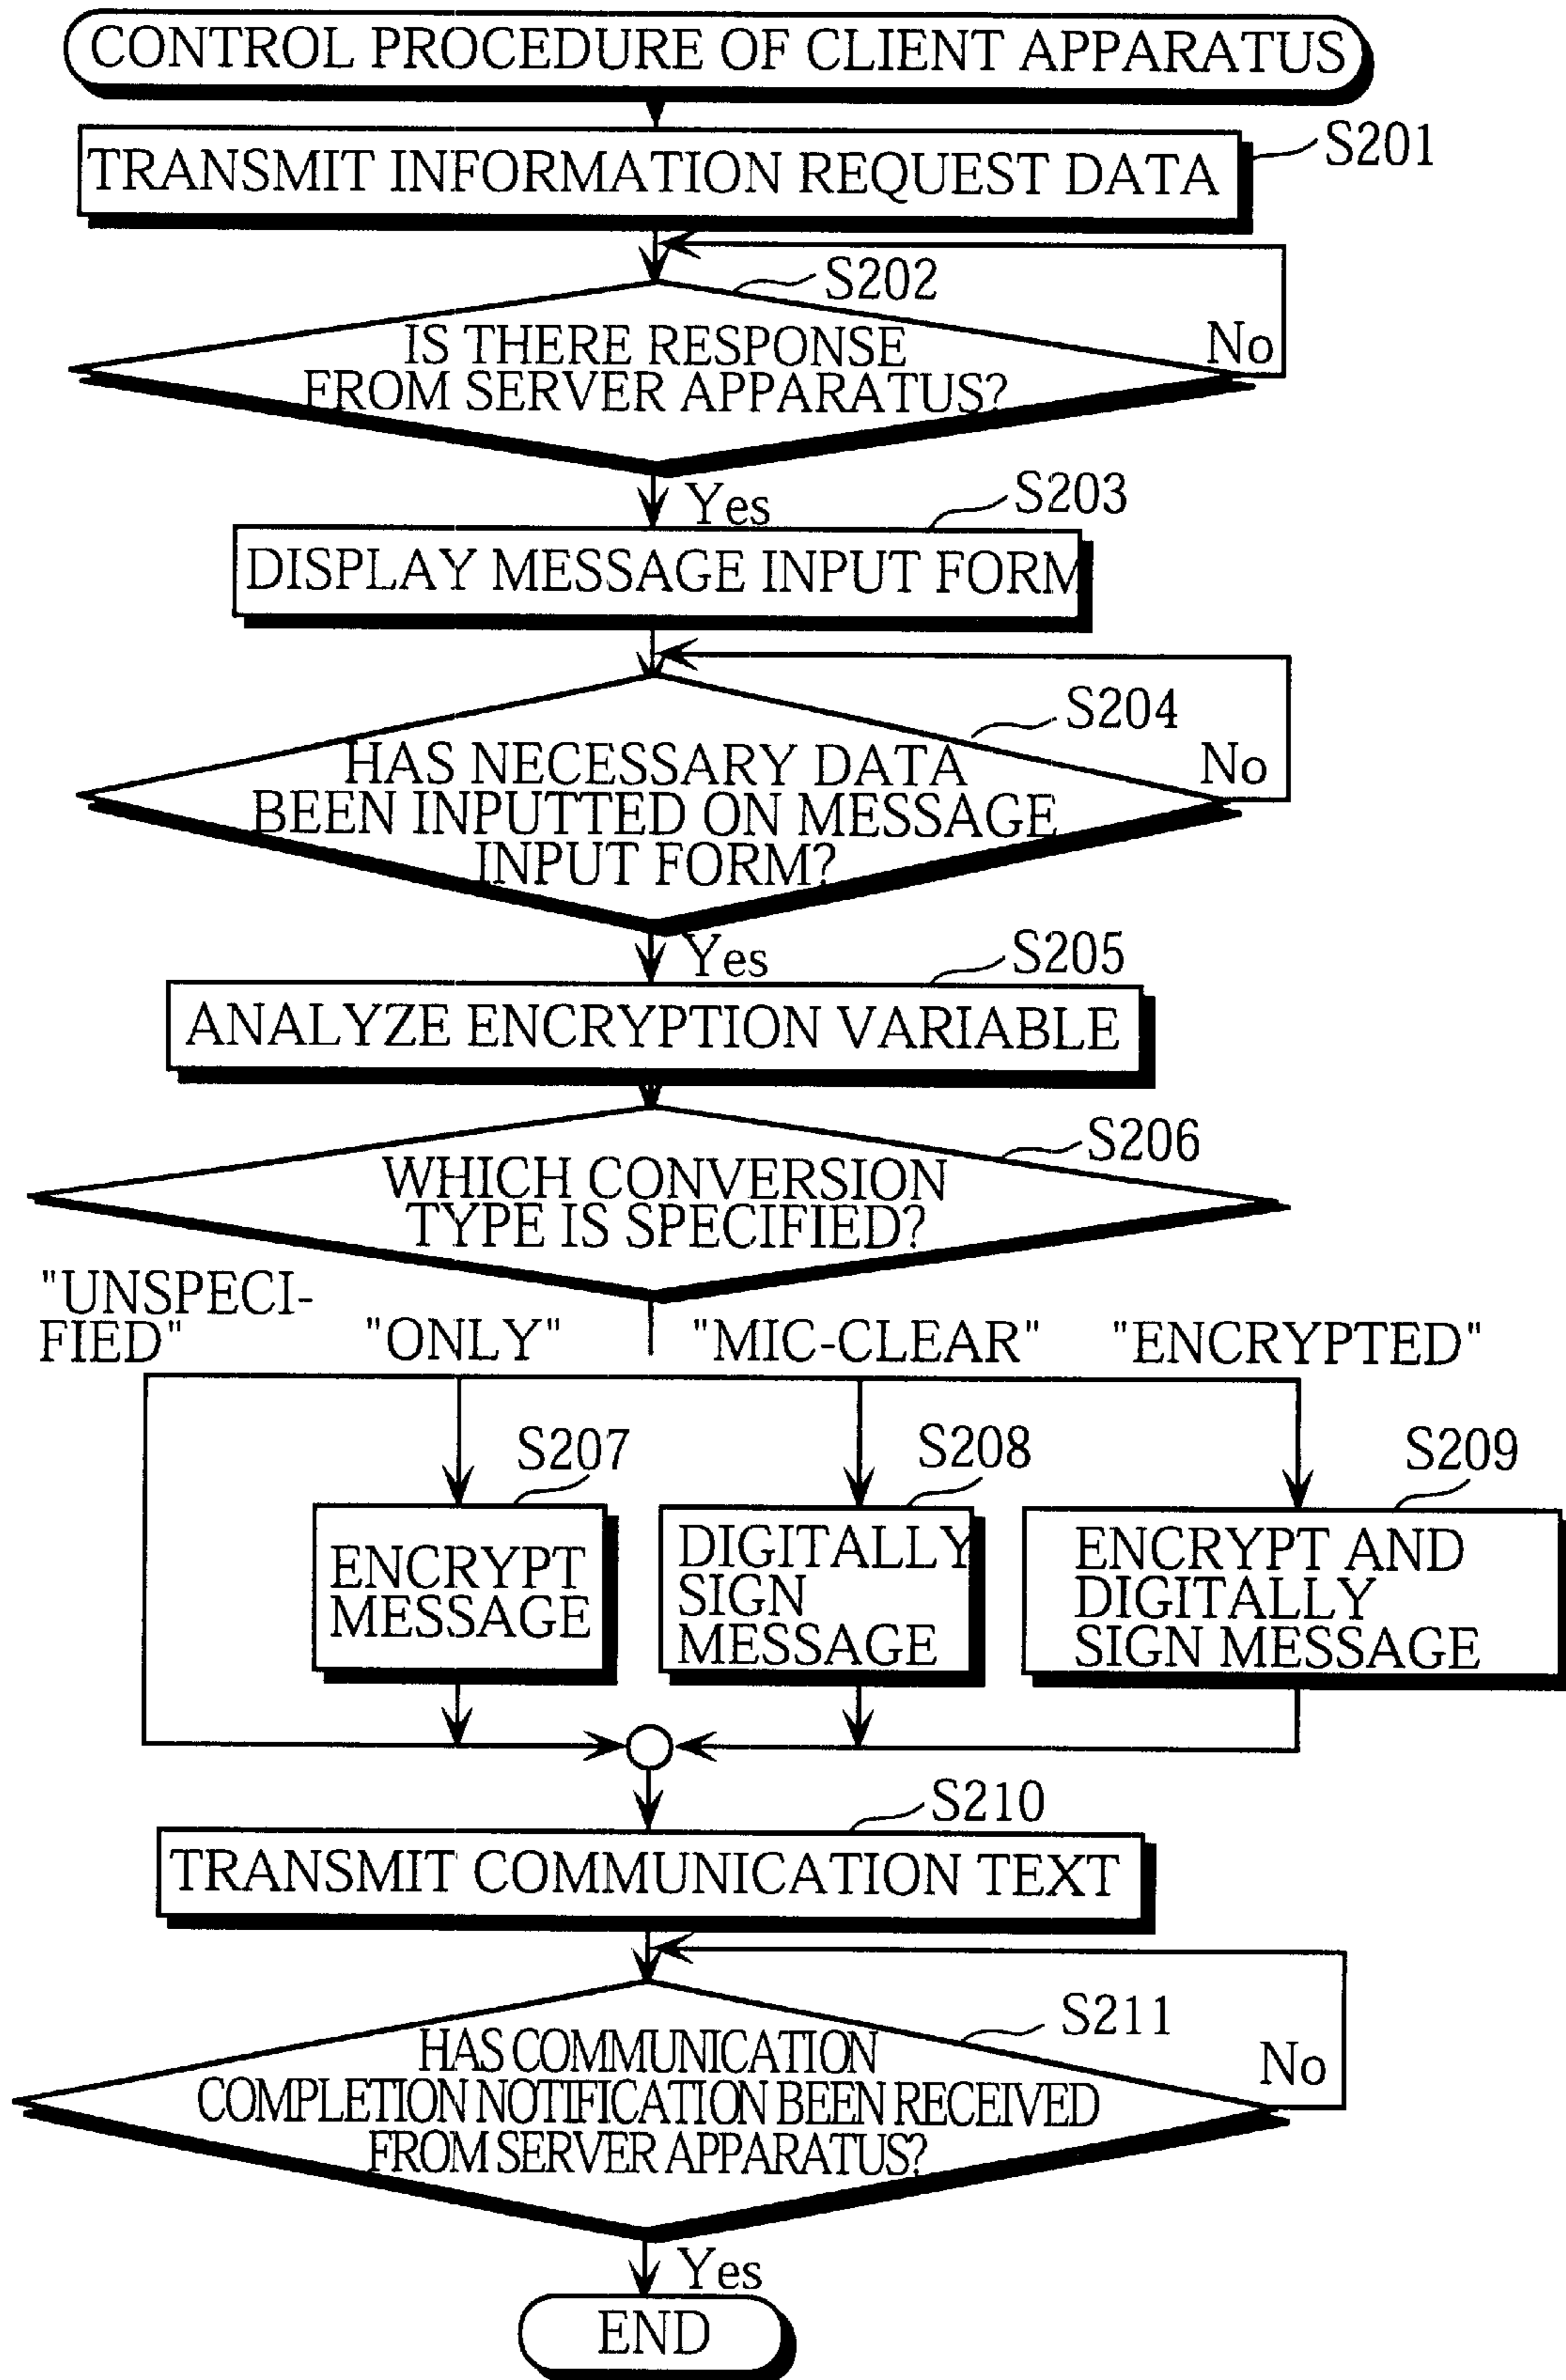 CONTROL PROCEDURE OF CLIENT APPARATUS
TRANSMIT INFORMATION REQUEST DATA
S201
S202
IS THERE RESPONSE
FROM SERVER APPARATUS?
No
Yes
S203
DISPLAY MESSAGE INPUT FORM
S204
HAS NECESSARY DATA
BEEN INPUTTED ON MESSAGE
INPUT FORM?
No
Yes
S205
ANALYZE ENCRYPTION VARIABLE
S206
WHICH CONVERSION
TYPE IS SPECIFIED?
"UNSPECI-
FIED"
"ONLY"
"MIC-CLEAR"
"ENCRYPTED"
S207
ENCRYPT
MESSAGE
S208
DIGITALLY
SIGN
MESSAGE
S209
ENCRYPT AND
DIGITALLY
SIGN MESSAGE
S210
TRANSMIT COMMUNICATION TEXT
S211
HAS COMMUNICATION
COMPLETION NOTIFICATION BEEN RECEIVED
FROM SERVER APPARATUS?
No
Yes
END